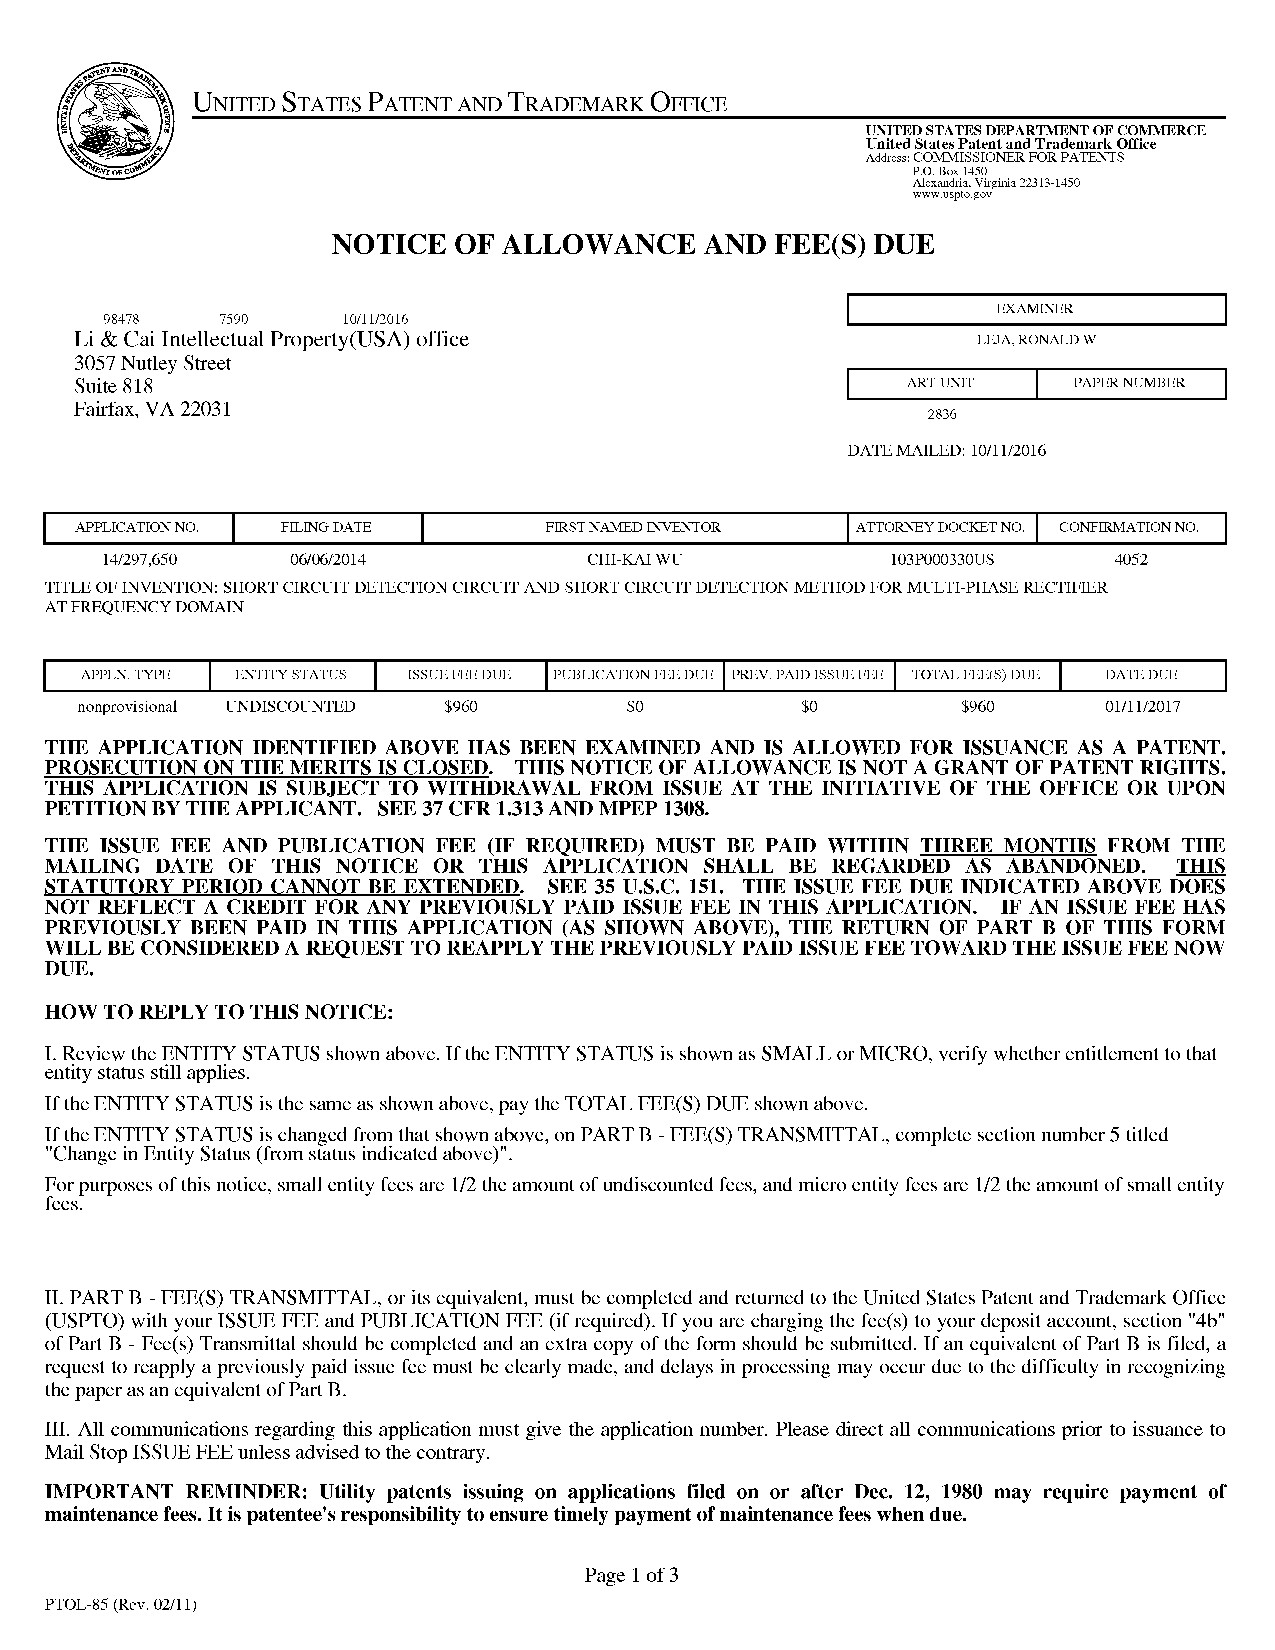 UNITED STATES PATENT AND TRADEMARK OFFICE
UNITED STATES PATENT AND TRADEMARK OFFICE
DEPARTMENT OF COMMERCE
UNITED STATES DEPARTMENT OF COMMERCE
United States Patent and Trademark Office
Address: COMMISSIONER FOR PATENTS
P.O. Box 1450
Alexandria, Virginia 22313-1450
www.uspto.gov
NOTICE OF ALLOWANCE AND FEE(S) DUE
98478 7590 10/11/2016
Li & Cai Intellectual Property(USA) office
3057 Nutley Street
Suite 818
Fairfax, VA 22031
EXAMINER
LEJA, RONALD W
ART UNIT PAPER NUMBER
2836
DATE MAILED: 10/11/2016
APPLICATION NO. FILING DATE FIRST NAMED INVENTOR ATTORNEY DOCKET NO. CONFIRMATION NO.
14/297,650 06/06/2014 CHI-KAI WU 103P000330US 4052
TITLE OF INVENTION: SHORT CIRCUIT DETECTION CIRCUIT AND SHORT CIRCUIT DETECTION METHOD FOR MULTI-PHASE RECTIFIER
AT FREQUENCY DOMAIN
APPLN. TYPE ENTITY STATUS ISSUE FEE DUE PUBLICATION FEE DUE PREV. PAID ISSUE FEE TOTAL FEE(S) DUE DATE DUE
nonprovisional UNDISCOUNTED $960 $0 $0 $960 01/11/2017
THE APPLICATION IDENTIFIED ABOVE HAS BEEN EXAMINED AND IS ALLOWED FOR ISSUANCE AS A PATENT.
PROSECUTION ON THE MERITS IS CLOSED. THIS NOTICE OF ALLOWANCE IS NOT A GRANT OF PATENT RIGHTS.
THIS APPLICATION IS SUBJECT TO WITHDRAWAL FROM ISSUE AT THE INITIATIVE OF THE OFFICE OR UPON
PETITION BY THE APPLICANT. SEE 37 CFR 1.313 AND MPEP 1308.
THE ISSUE FEE AND PUBLICATION FEE (IF REQUIRED) MUST BE PAID WITHIN THREE MONTHS FROM THE
MAILING DATE OF THIS NOTICE OR THIS APPLICATION SHALL BE REGARDED AS ABANDONED. THIS
STATUTORY PERIOD CANNOT BE EXTENDED. SEE 35 U.S.C. 151. THE ISSUE FEE DUE INDICATED ABOVE DOES
NOT REFLECT A CREDIT FOR ANY PREVIOUSLY PAID ISSUE FEE IN THIS APPLICATION. IF AN ISSUE FEE HAS
PREVIOUSLY BEEN PAID IN THIS APPLICATION (AS SHOWN ABOVE), THE RETURN OF PART B OF THIS FORM
WILL BE CONSIDERED A REQUEST TO REAPPLY THE PREVIOUSLY PAID ISSUE FEE TOWARD THE ISSUE FEE NOW
DUE.
HOW TO REPLY TO THIS NOTICE:
I. Review the ENTITY STATUS shown above. If the ENTITY STATUS is shown as SMALL or MICRO, verify whether entitlement to that
entity status still applies.
If the ENTITY STATUS is the same as shown above, pay the TOTAL FEE(S) DUE shown above.
If the ENTITY STATUS is changed from that shown above, on PART B - FEE(S) TRANSMITTAL, complete section number 5 titled
"Change in Entity Status (from status indicated above)".
For purposes of this notice, small entity fees are 1/2 the amount of undiscounted fees, and micro entity fees are 1/2 the amount of small entity
fees.
II. PART B - FEE(S) TRANSMITTAL, or its equivalent, must be completed and returned to the United States Patent and Trademark Office
(USPTO) with your ISSUE FEE and PUBLICATION FEE (if required). If you are charging the fee(s) to your deposit account, section "4b"
of Part B - Fee(s) Transmittal should be completed and an extra copy of the form should be submitted. If an equivalent of Part B is filed, a
request to reapply a previously paid issue fee must be clearly made, and delays in processing may occur due to the difficulty in recognizing
the paper as an equivalent of Part B.
III. All communications regarding this application must give the application number. Please direct all communications prior to issuance to
Mail Stop ISSUE FEE unless advised to the contrary.
IMPORTANT REMINDER: Utility patents issuing on applications filed on or after Dec. 12, 1980 may require payment of
maintenance fees. It is patentee's responsibility to ensure timely payment of maintenance fees when due.
Page 1 of 3
PTOL-85 (Rev. 02/11)